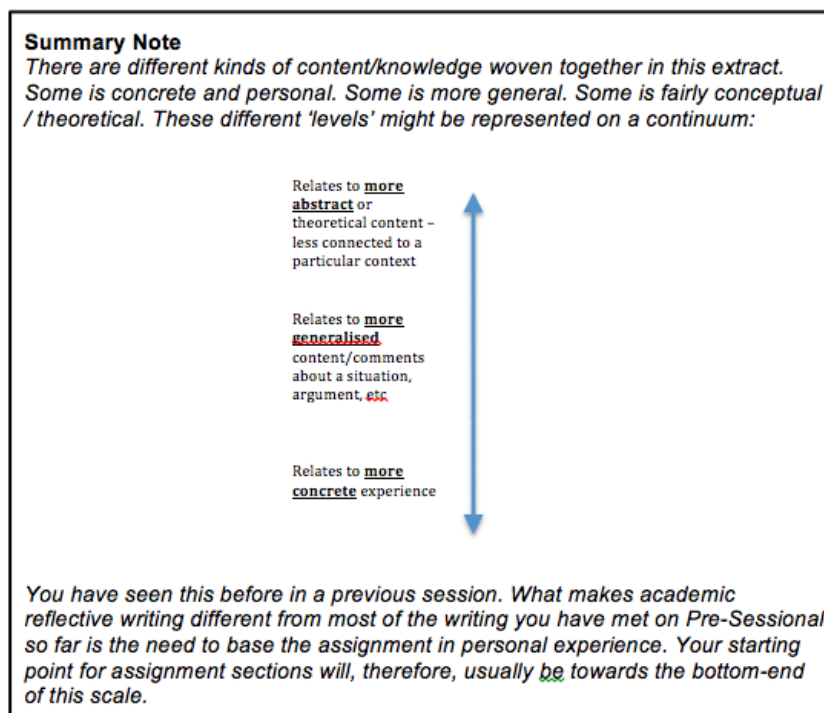 Summary Note
There are different kinds of content/knowledge woven together in this extract.
Some is concrete and personal. Some is more general. Some is fairly conceptual
/ theoretical. These different 'levels' might be represented on a continuum:
Relates to more
abstract or
theoretical content –
less connected to a
particular context
Relates to more
generalised
content/comments
about a situation,
argument, etc
Relates to more
concrete experience
You have seen this before in a previous session. What makes academic
reflective writing different from most of the writing you have met on Pre-Sessional
so far is the need to base the assignment in personal experience. Your starting
point for assignment sections will, therefore, usually be towards the bottom-end
of this scale.